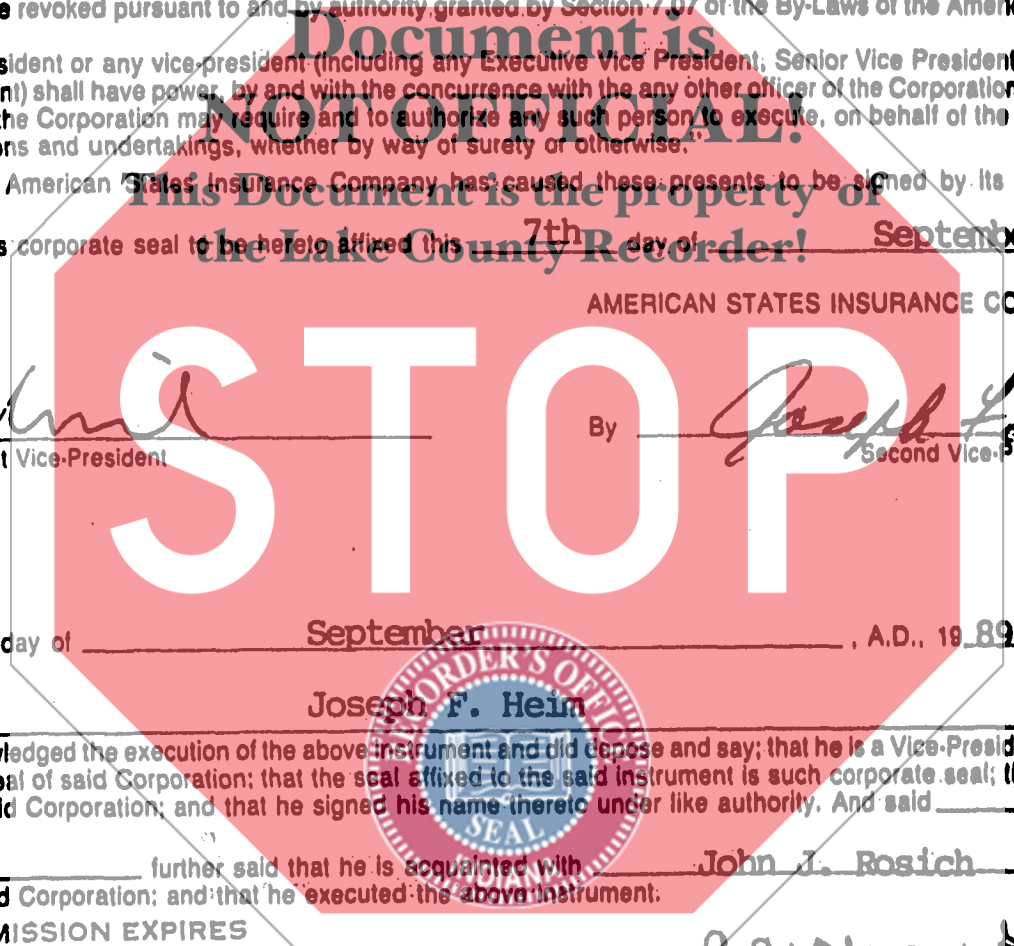 e revoked pursuant to and by authority granted by Section 7.07 of the By-Laws of the Amer
Document is
sident or any vice-president (including any Executive Vice President, Senior Vice President
nt) shall have power, by and with the concurrence with the any other officer of the Corporation
NOT OFFICIAL!
he Corporation may require and to authorize any such person to execute, on behalf of the
ns and undertakings, whether by way of surety or otherwise."
American States Insurance Company has caused these presents to be signed by its
This Document is the property of
s corporate seal to be hereto affixed this 7th day of Septemb
the Lake County Recorder!
AMERICAN STATES INSURANCE CO
STOP
By Joseph F
t Vice-President Second Vice-P
day of September , A.D., 19 89
RECORDER'S OFFICE
Joseph F. Heim
wledged the execution of the above instrument and did depose and say; that he is a Vice-Presid
eal of said Corporation; that the seal affixed to the said instrument is such corporate seal; t
id Corporation; and that he signed his name thereto under like authority. And said
SEAL
further said that he is acquainted with John J. Rosich
INDIANA
d Corporation; and that he executed the above instrument.
MISSION EXPIRES